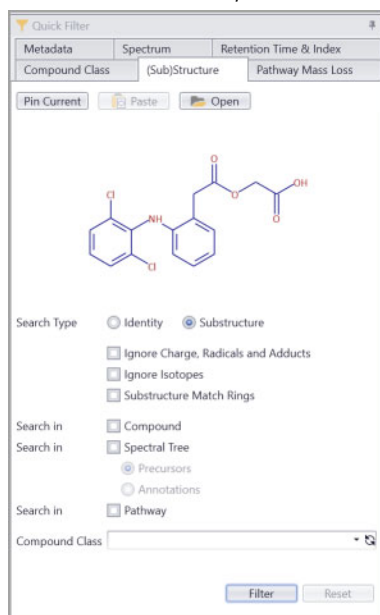 Quick Filter
Metadata Spectrum Retention Time & Index
Compound Class (Sub)Structure Pathway Mass Loss
Pin Current Paste Open
O
Cl OH
NH O
O
Cl
Search Type Identity Substructure
Ignore Charge, Radicals and Adducts
Ignore Isotopes
Substructure Match Rings
Search in Compound
Search in Spectral Tree
Precursors
Annotations
Search in Pathway
Compound Class
Filter Reset